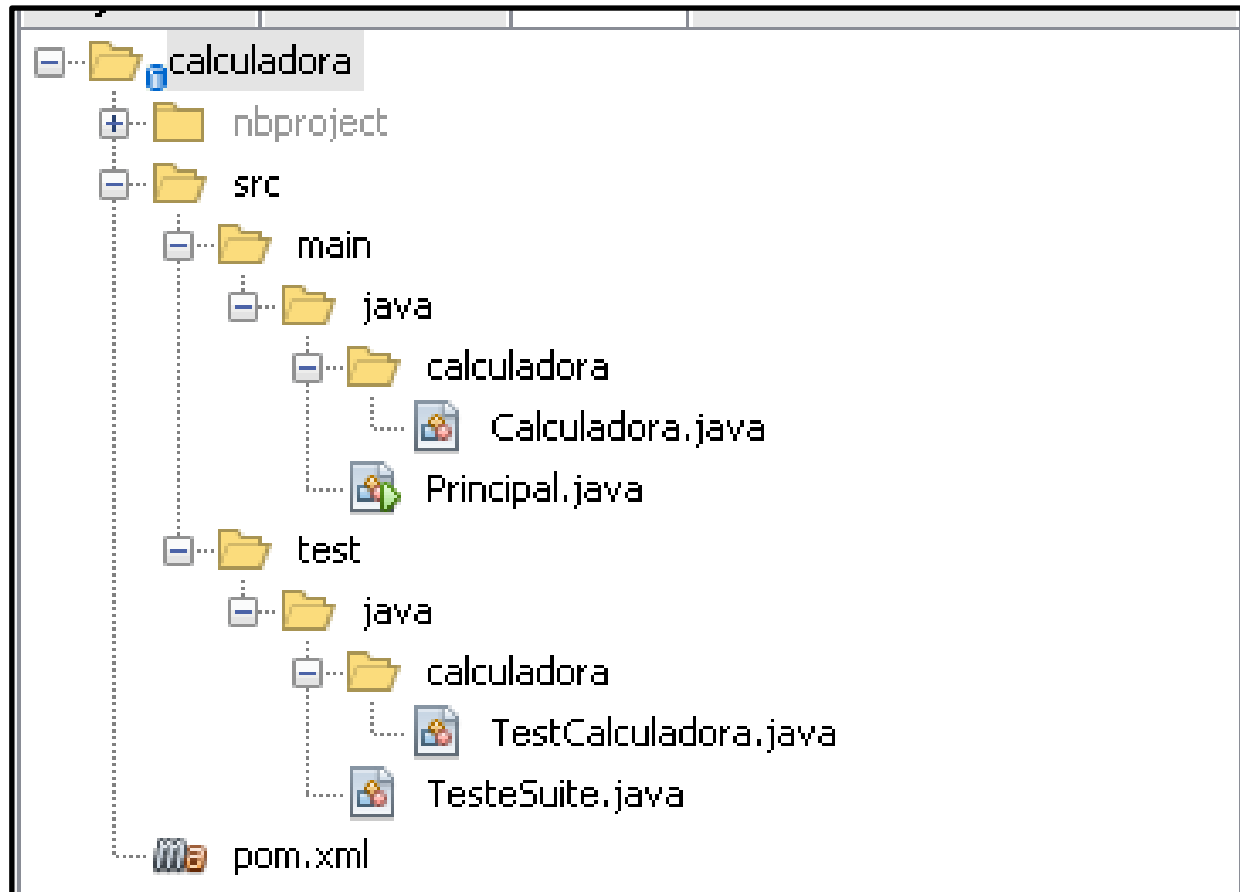 calculadora
nbproject
src
main
java
calculadora
Calculadora.java
Principal.java
test
java
calculadora
TestCalculadora.java
TesteSuite.java
pom.xml